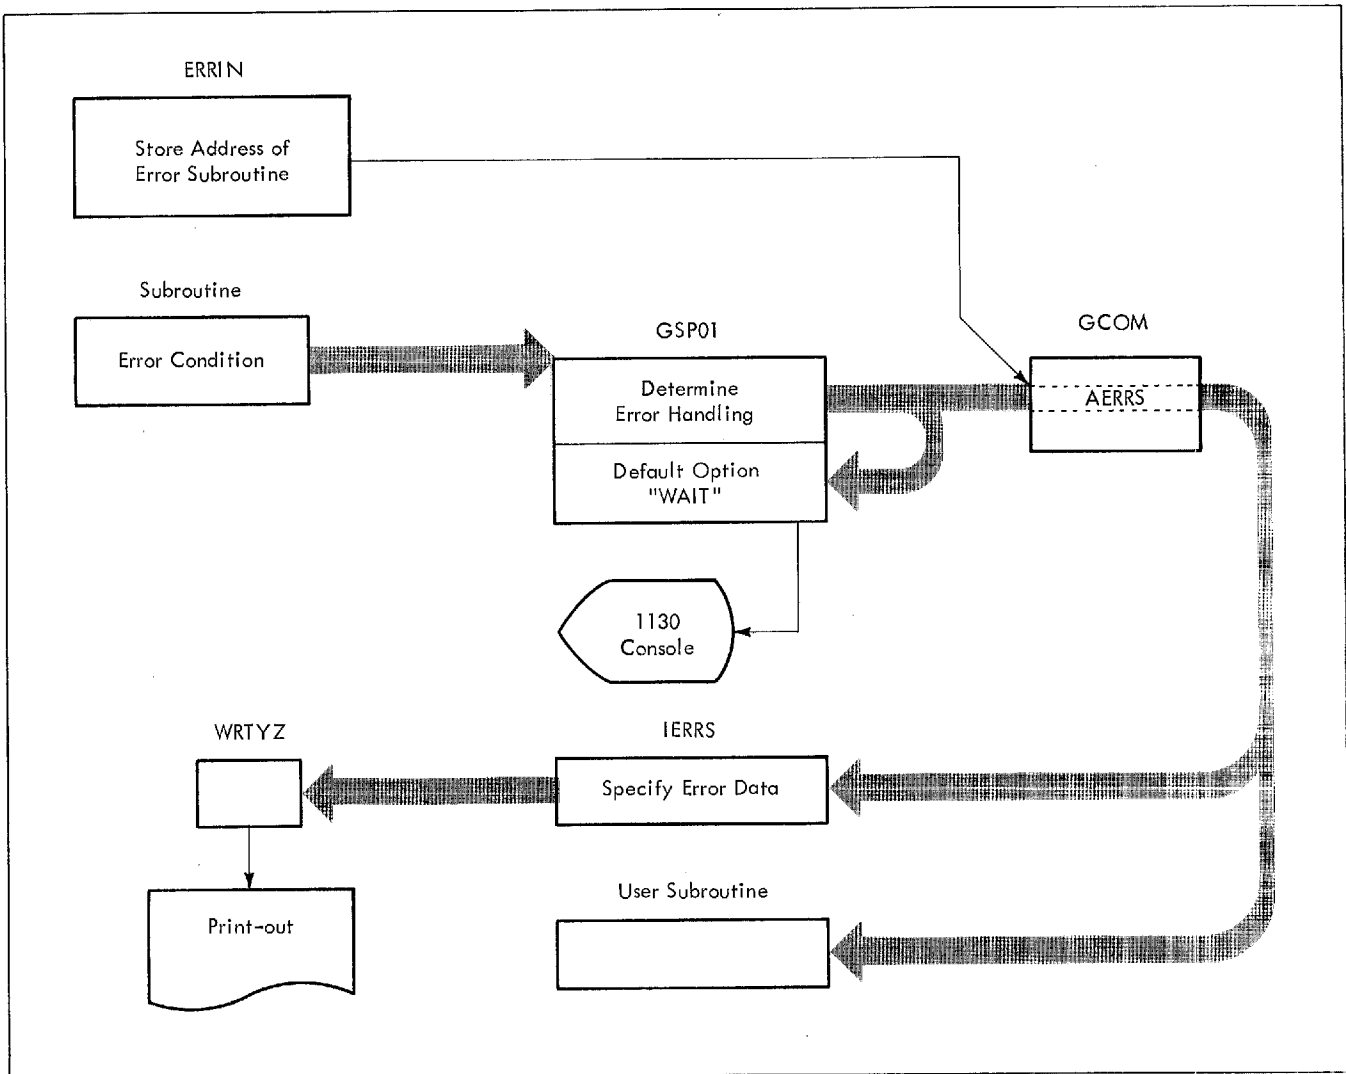 ERRIN
Store Address of
Error Subroutine
Subroutine
Error Condition
GSP01
Determine
Error Handling
Default Option
"WAIT"
GCOM
AERRS
1130
Console
WRTYZ
IERRS
Specify Error Data
Print-out
User Subroutine